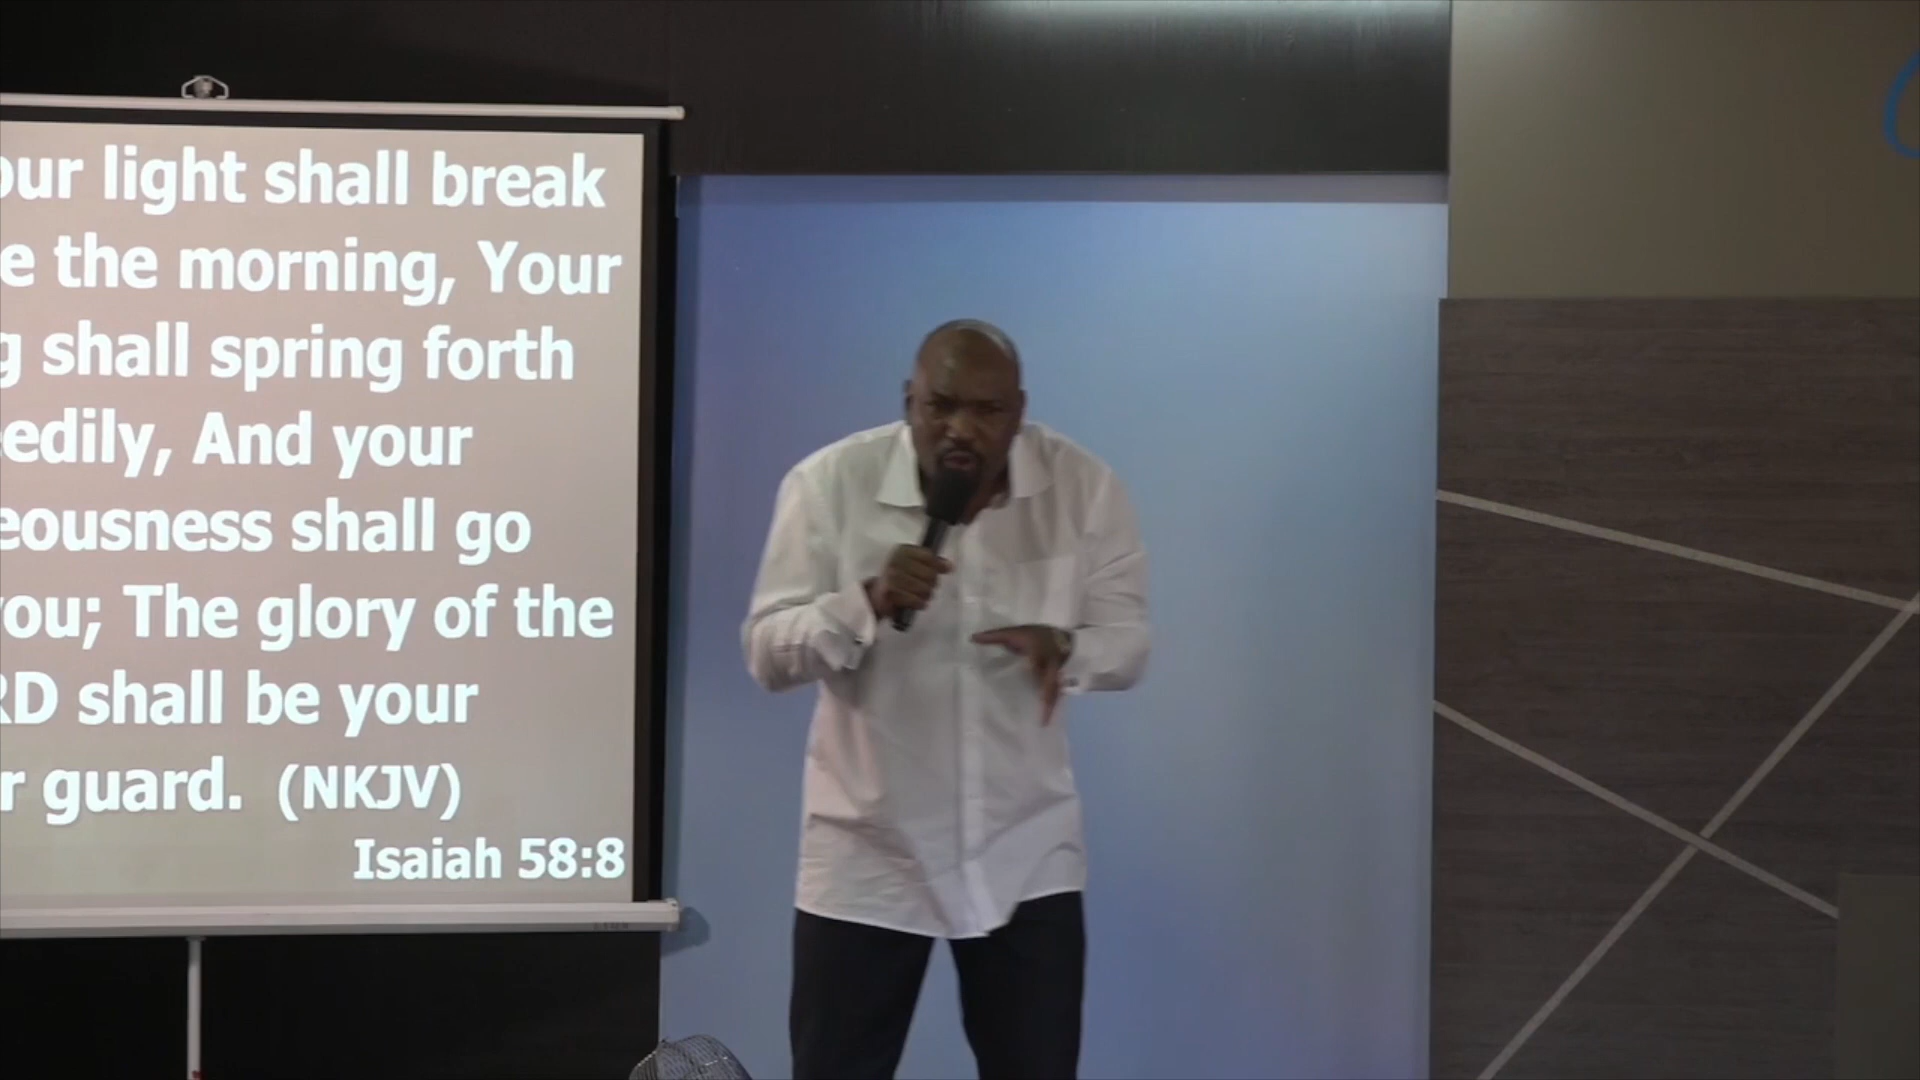 our light shall break
e the morning, Your
g shall spring forth
edily, And your
eousness shall go
you; The glory of the
RD shall be your
r guard. (NKJV)
Isaiah 58:8